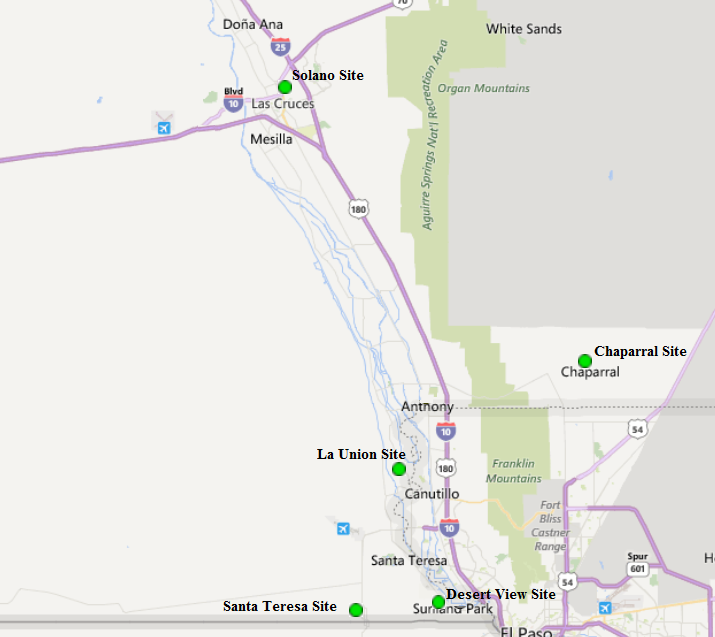 70
Doña Ana
White Sands
25
Solano Site
Organ Mountains
Blvd
10
Las Cruces
Aguirre Springs Nat'l Recreation Area
Mesilla
180
Chaparral Site
Chaparral
Anthony
10
54
La Union Site
180
Franklin
Mountains
Canutillo
Fort
Bliss
Castner
Range
10
Spur
601
Santa Teresa
54
Desert View Site
Santa Teresa Site
Sunland Park
El Paso